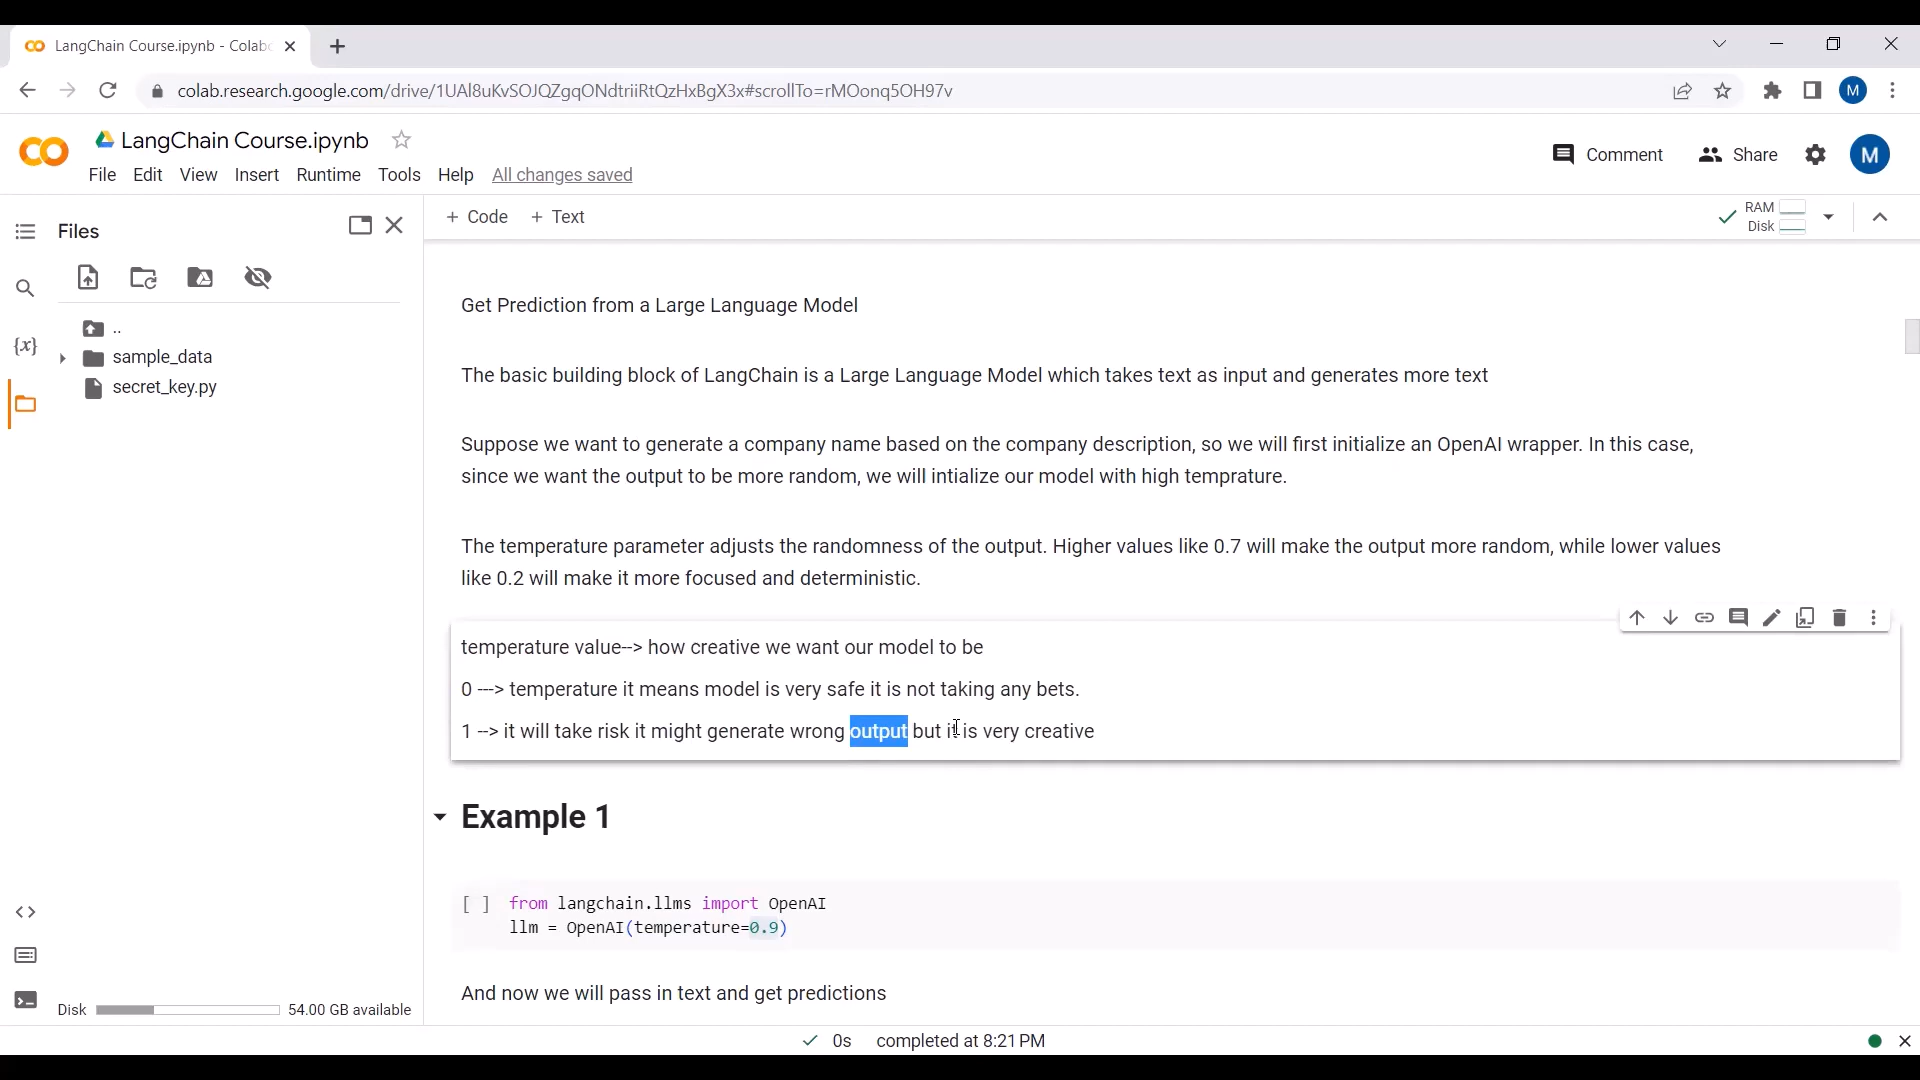 LangChain Course.ipynb - Colab
colab.research.google.com/drive/1UAl8uKvSOJQZgqONdtriiRtQzHxBgX3x#scrollTo=rMOonq5OH97v
M
LangChain Course.ipynb
File Edit View Insert Runtime Tools Help All changes saved
Comment Share M
Files
+ Code + Text
RAM
Disk
{x}
..
sample_data
secret_key.py
Get Prediction from a Large Language Model
The basic building block of LangChain is a Large Language Model which takes text as input and generates more text
Suppose we want to generate a company name based on the company description, so we will first initialize an OpenAI wrapper. In this case,
since we want the output to be more random, we will intialize our model with high temprature.
The temperature parameter adjusts the randomness of the output. Higher values like 0.7 will make the output more random, while lower values
like 0.2 will make it more focused and deterministic.
temperature value--> how creative we want our model to be
0 ---> temperature it means model is very safe it is not taking any bets.
1 --> it will take risk it might generate wrong output but it is very creative
Example 1
[ ] from langchain.llms import OpenAI
llm = OpenAI(temperature=0.9)
And now we will pass in text and get predictions
Disk 54.00 GB available
0s completed at 8:21 PM